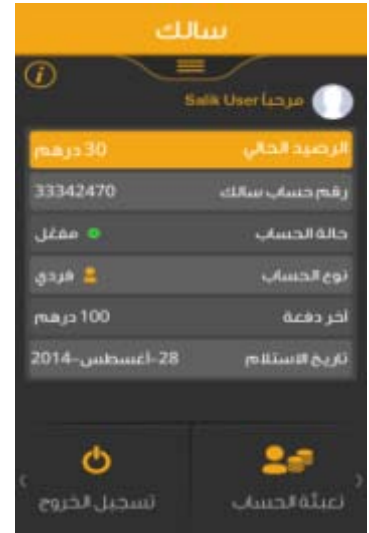 سالك
مرحباً Salik User
الرصيد الحالي 30 درهم
رقم حساب سالك 33342470
حالة الحساب مفعّل
نوع الحساب فردي
آخر دفعة 100 درهم
تاريخ الاستلام 28-أغسطس-2014
تعبئة الحساب
تسجيل الخروج